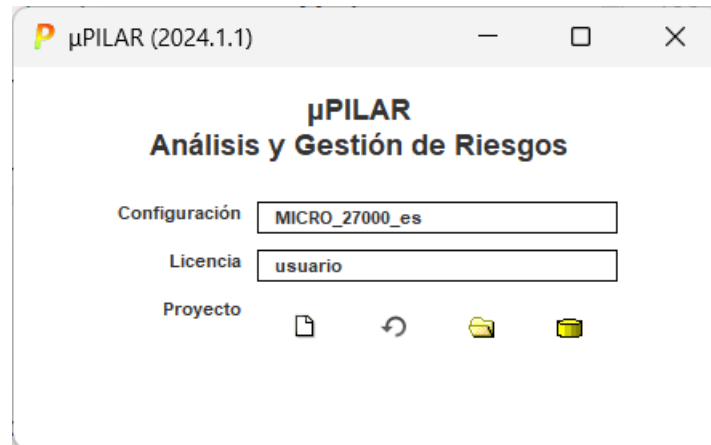 P µPILAR (2024.1.1)
µPILAR
Análisis y Gestión de Riesgos
Configuración MICRO_27000_es
Licencia usuario
Proyecto